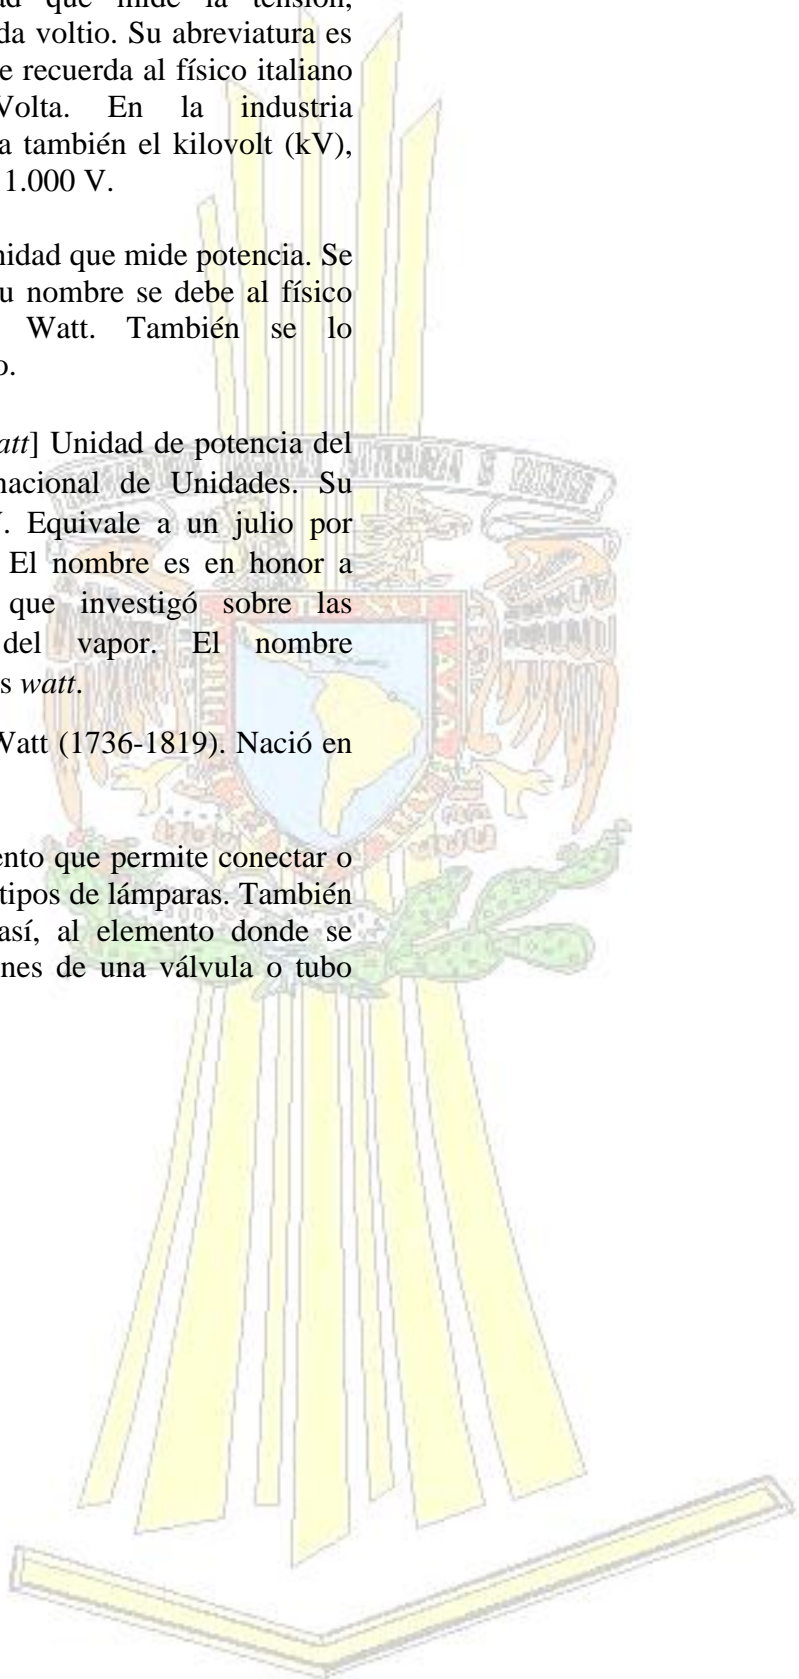 que mide la tensión,
da voltio. Su abreviatura es
e recuerda al físico italiano
Volta. En la industria
a también el kilovolt (kV),
1.000 V.
nidad que mide potencia. Se
u nombre se debe al físico
Watt. También se lo
o.
att] Unidad de potencia del
nacional de Unidades. Su
. Equivale a un julio por
El nombre es en honor a
que investigó sobre las
del vapor. El nombre
s watt.
Watt (1736-1819). Nació en
ento que permite conectar o
tipos de lámparas. También
así, al elemento donde se
nes de una válvula o tubo